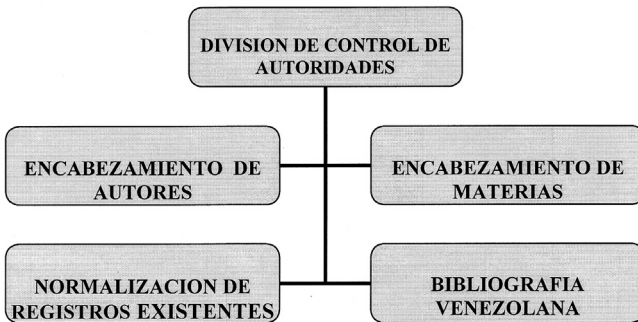 DIVISION DE CONTROL DE
AUTORIDADES
ENCABEZAMIENTO DE
AUTORES
ENCABEZAMIENTO DE
MATERIAS
NORMALIZACION DE
REGISTROS EXISTENTES
BIBLIOGRAFIA
VENEZOLANA